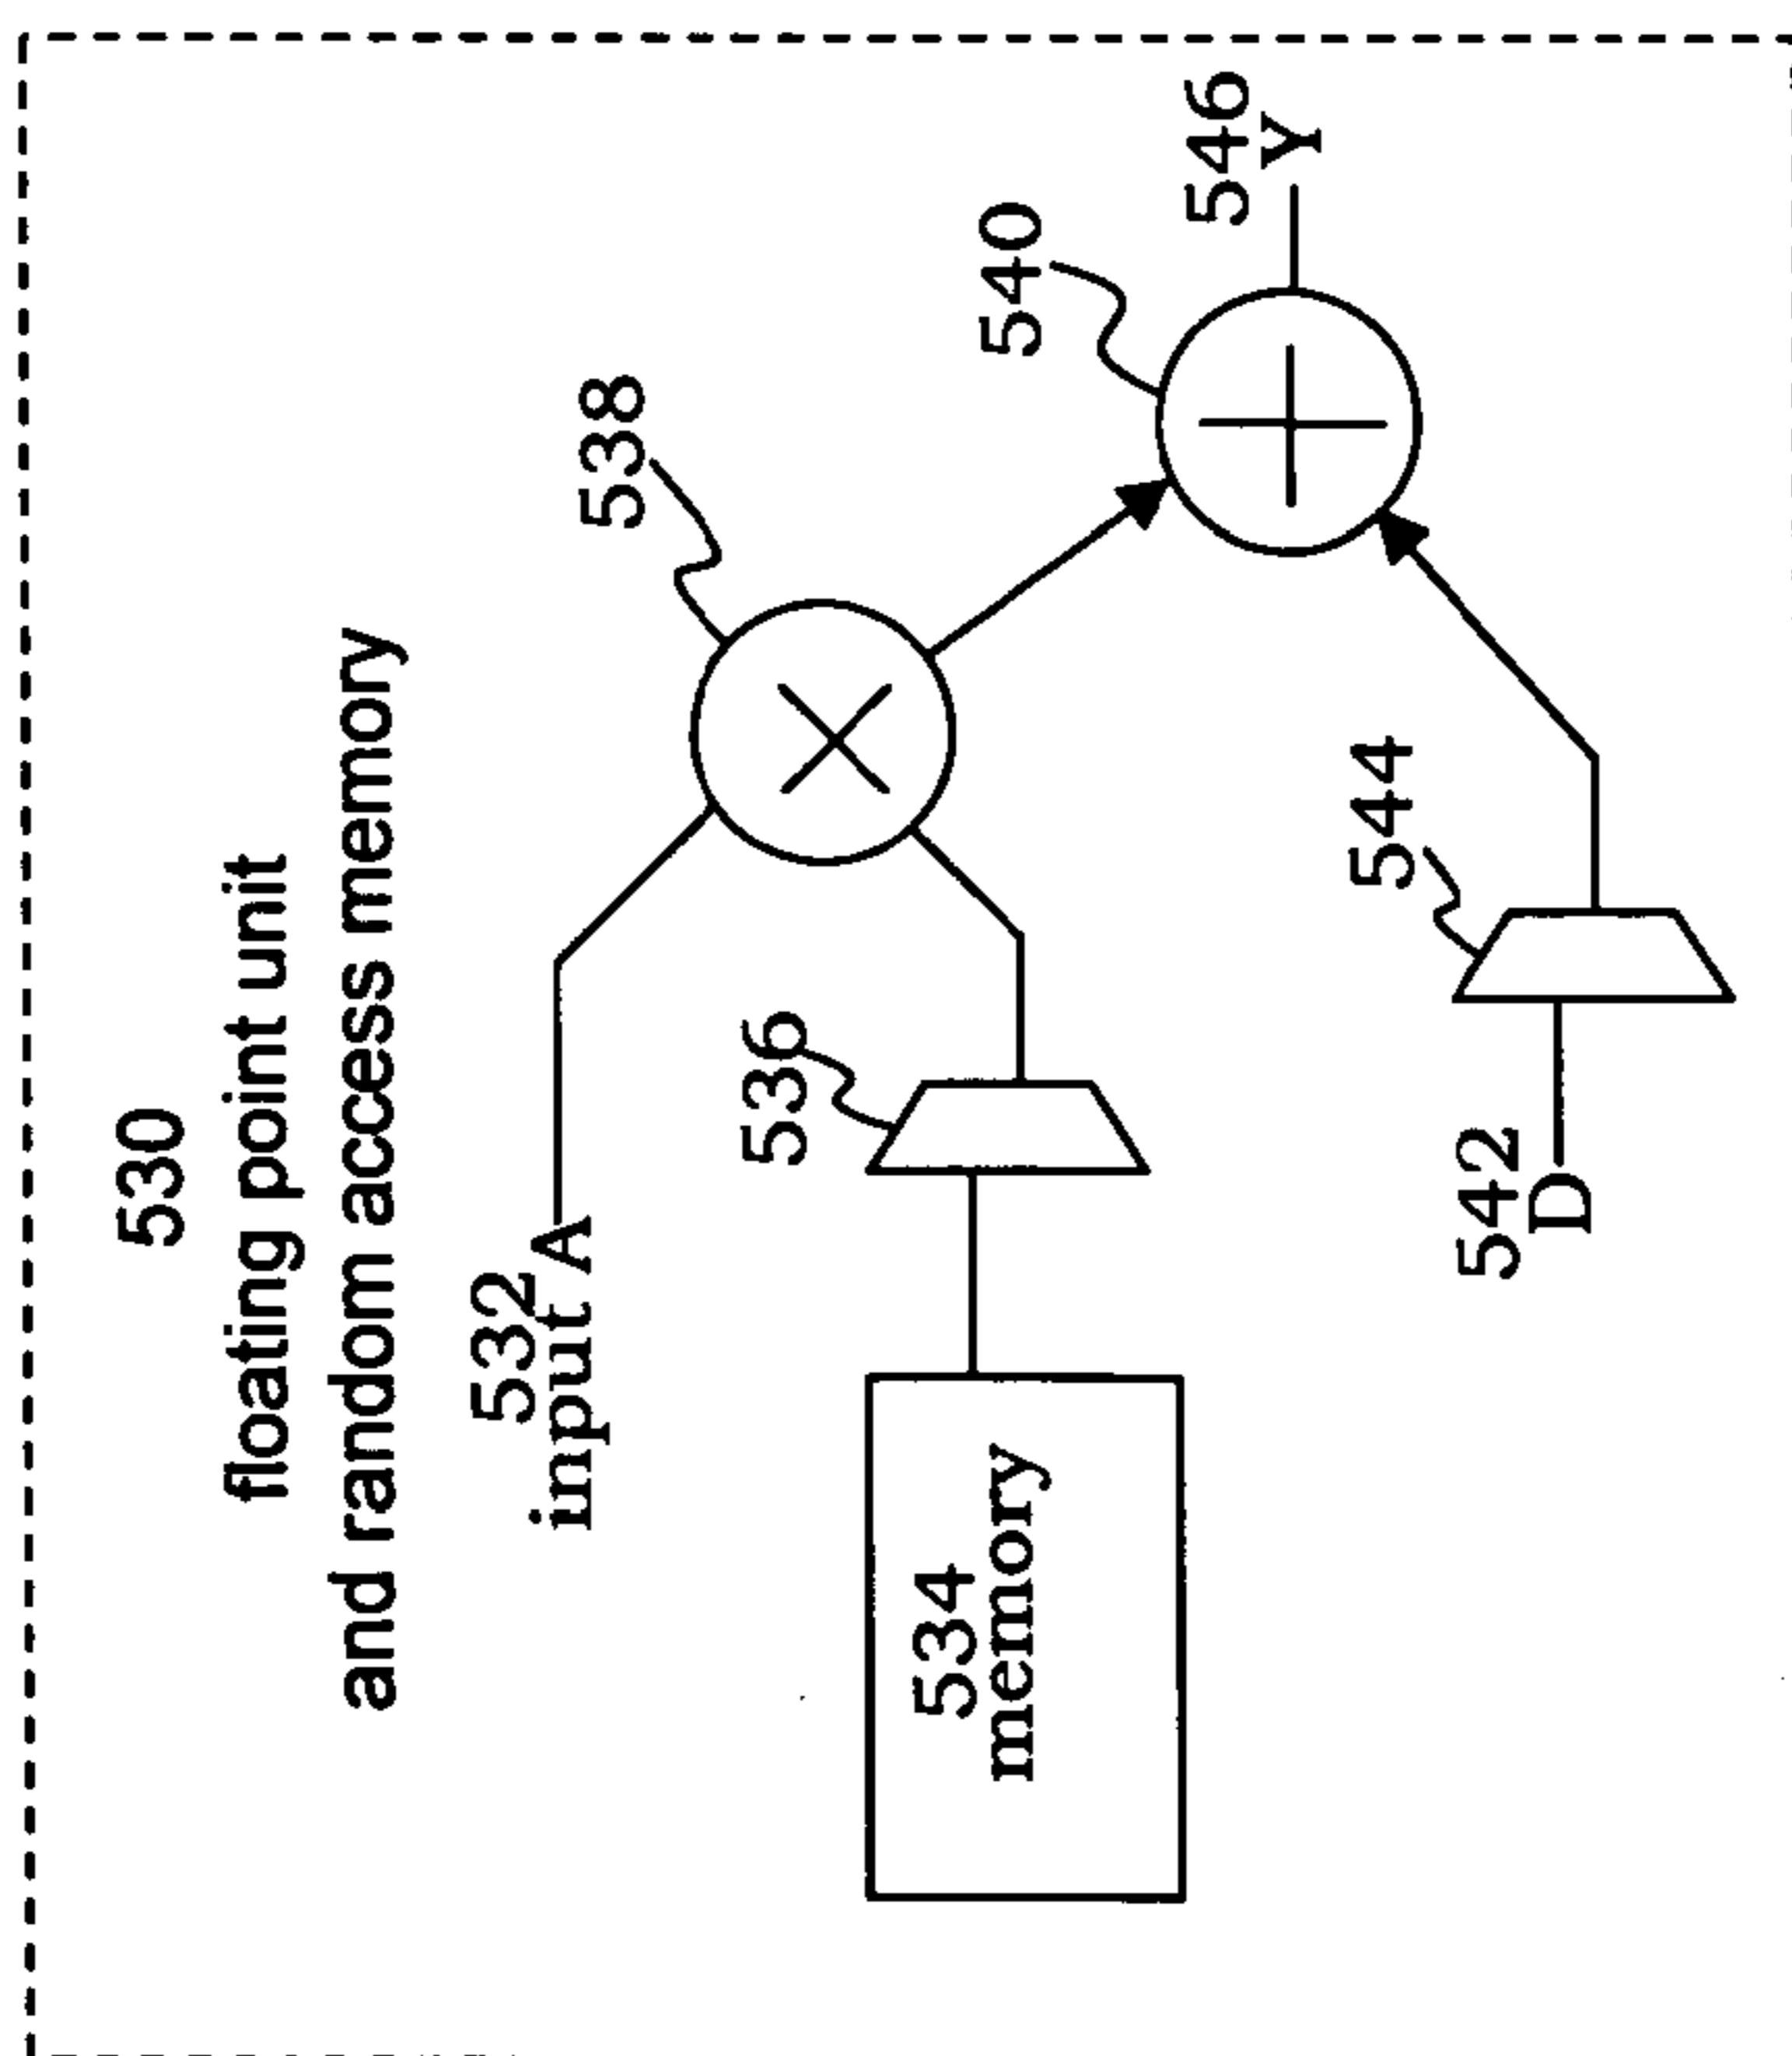 530
floating point unit
and random access memory
532
input A
538
536
540
534
memory
546
Y
544
542
D